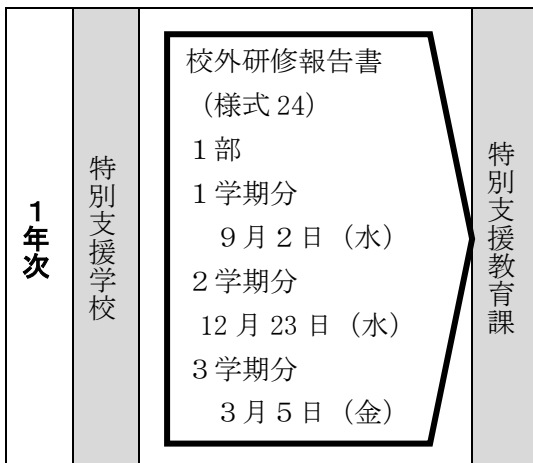 １年次
特別支援学校
校外研修報告書
（様式 24）
１部
１学期分
９月２日（水）
２学期分
12 月 23 日（水）
３学期分
３月５日（金）
特別支援教育課